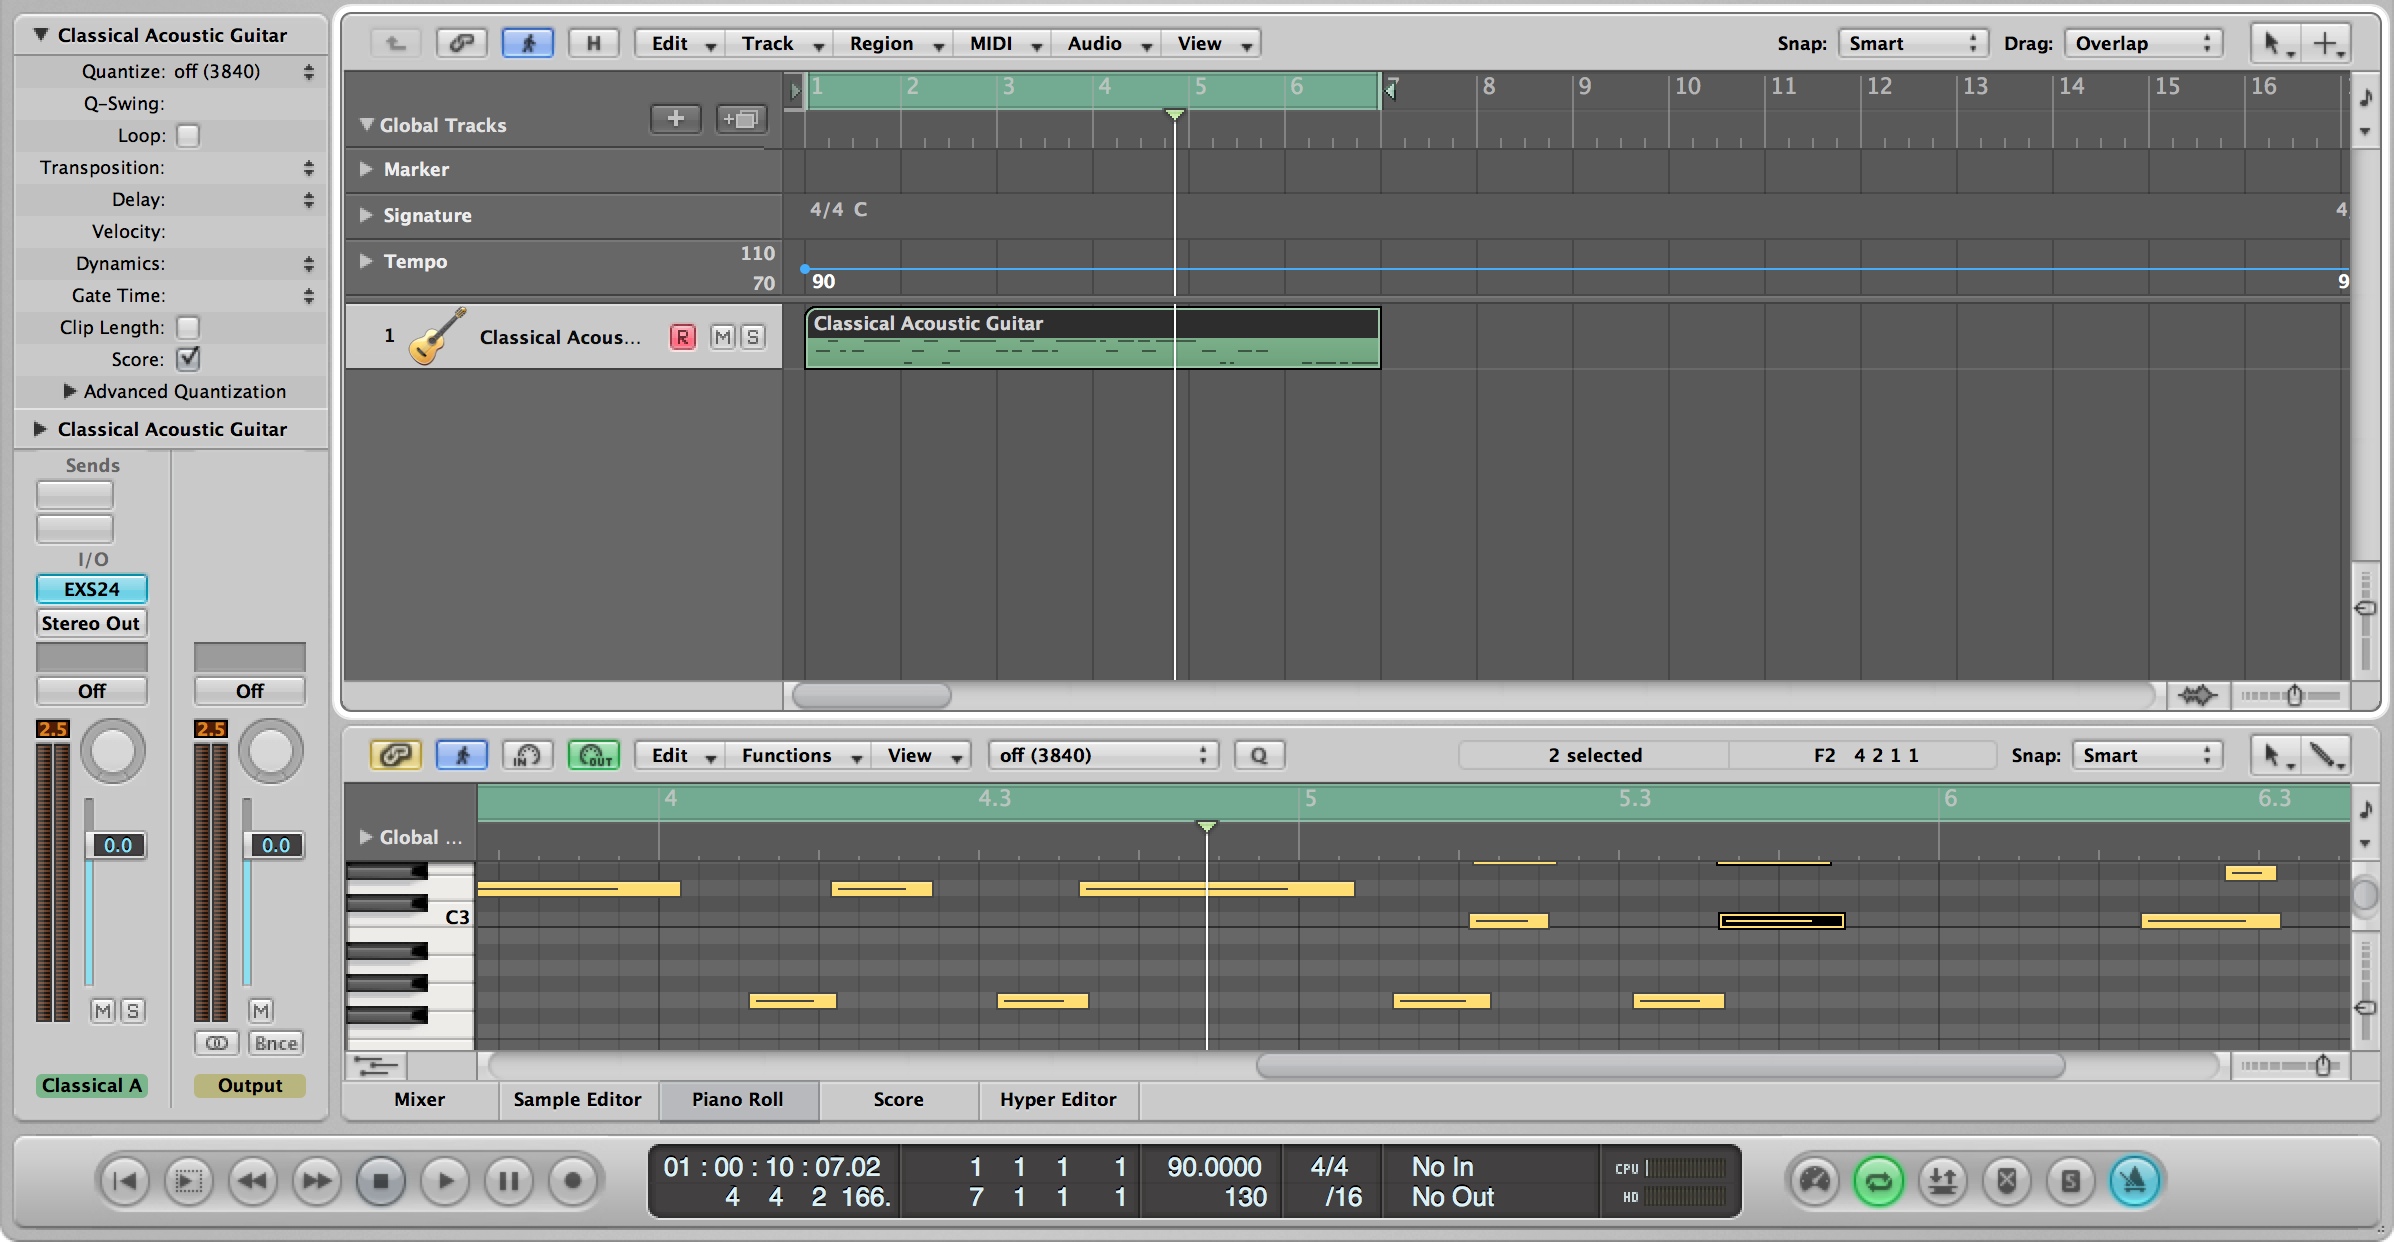 Classical Acoustic Guitar
Quantize: off (3840)
Q-Swing:
Loop:
Transposition:
Delay:
Velocity:
Dynamics:
Gate Time:
Clip Length:
Score:
Advanced Quantization
Classical Acoustic Guitar
Sends
I/O
EXS24
Stereo Out
Off
Off
2.5
2.5
0.0
0.0
M S
M
Bnce
Classical A
Output
H
Edit
Track
Region
MIDI
Audio
View
Snap: Smart
Drag: Overlap
1 2 3 4 5 6 7 8 9 10 11 12 13 14 15 16
Global Tracks
Marker
Signature
4/4 C
4
Tempo
110
70
90
9
1
Classical Acous...
R M S
Classical Acoustic Guitar
IN
OUT
Edit
Functions
View
off (3840)
Q
2 selected
F2 4 2 1 1
Snap: Smart
4 4.3 5 5.3 6 6.3
Global ...
C3
Mixer
Sample Editor
Piano Roll
Score
Hyper Editor
01 : 00 : 10 : 07.02
4 4 2 166.
1 1 1 1
7 1 1 1
90.0000
130
4/4
/16
No In
No Out
CPU
HD
S